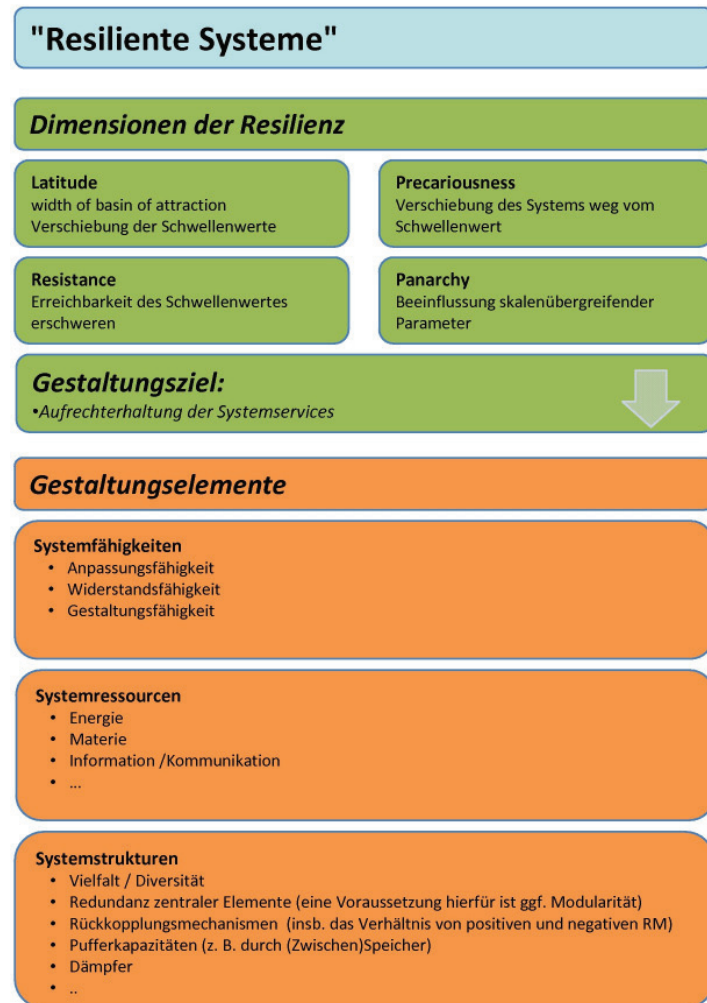 "Resiliente Systeme"
Dimensionen der Resilienz
Latitude
width of basin of attraction
Verschiebung der Schwellenwerte
Precariousness
Verschiebung des Systems weg vom
Schwellenwert
Resistance
Erreichbarkeit des Schwellenwertes
erschweren
Panarchy
Beeinflussung skalenübergreifender
Parameter
Gestaltungsziel:
•Aufrechterhaltung der Systemservices
Gestaltungselemente
Systemfähigkeiten
• Anpassungsfähigkeit
• Widerstandsfähigkeit
• Gestaltungsfähigkeit
Systemressourcen
• Energie
• Materie
• Information /Kommunikation
• ...
Systemstrukturen
• Vielfalt / Diversität
• Redundanz zentraler Elemente (eine Voraussetzung hierfür ist ggf. Modularität)
• Rückkopplungsmechanismen (insb. das Verhältnis von positiven und negativen RM)
• Pufferkapazitäten (z. B. durch (Zwischen)Speicher)
• Dämpfer
• ..